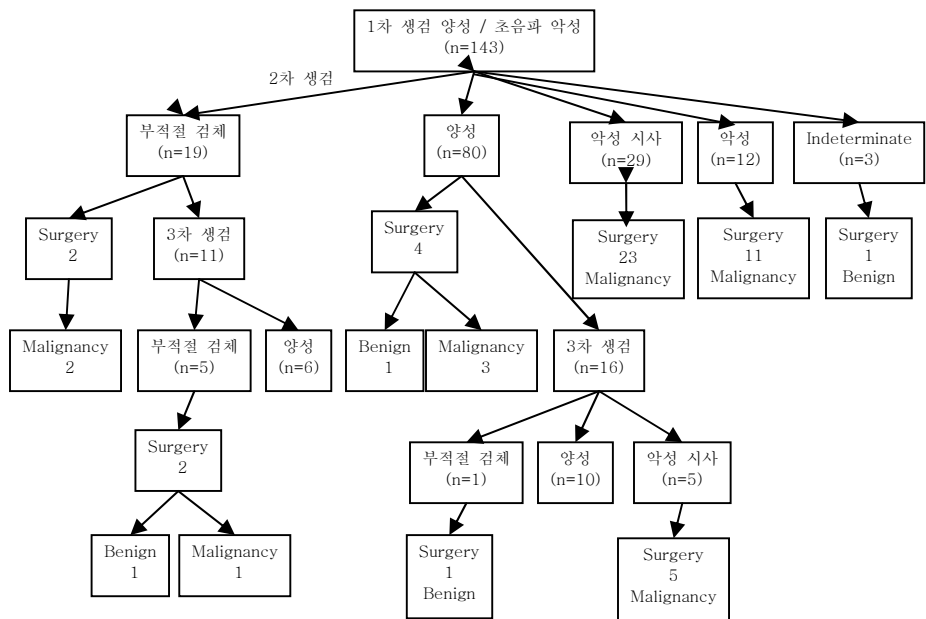 1차 생검 양성 / 초음파 악성
(n=143)
2차 생검
부적절 검체
(n=19)
양성
(n=80)
악성 시사
(n=29)
악성
(n=12)
Indeterminate
(n=3)
Surgery
2
3차 생검
(n=11)
Surgery
4
Surgery
23
Malignancy
Surgery
11
Malignancy
Surgery
1
Benign
Malignancy
2
부적절 검체
(n=5)
양성
(n=6)
Benign
1
Malignancy
3
3차 생검
(n=16)
Surgery
2
부적절 검체
(n=1)
양성
(n=10)
악성 시사
(n=5)
Benign
1
Malignancy
1
Surgery
1
Benign
Surgery
5
Malignancy